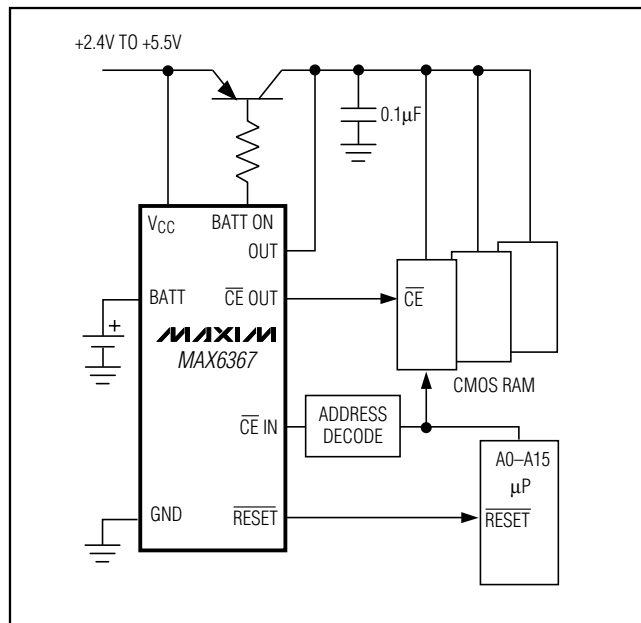 +2.4V TO +5.5V
0.1μF
VCC
BATT ON
OUT
BATT
CE OUT
CE
+
MAXIM
MAX6367
CMOS RAM
CE IN
ADDRESS
DECODE
A0–A15
μP
GND
RESET
RESET